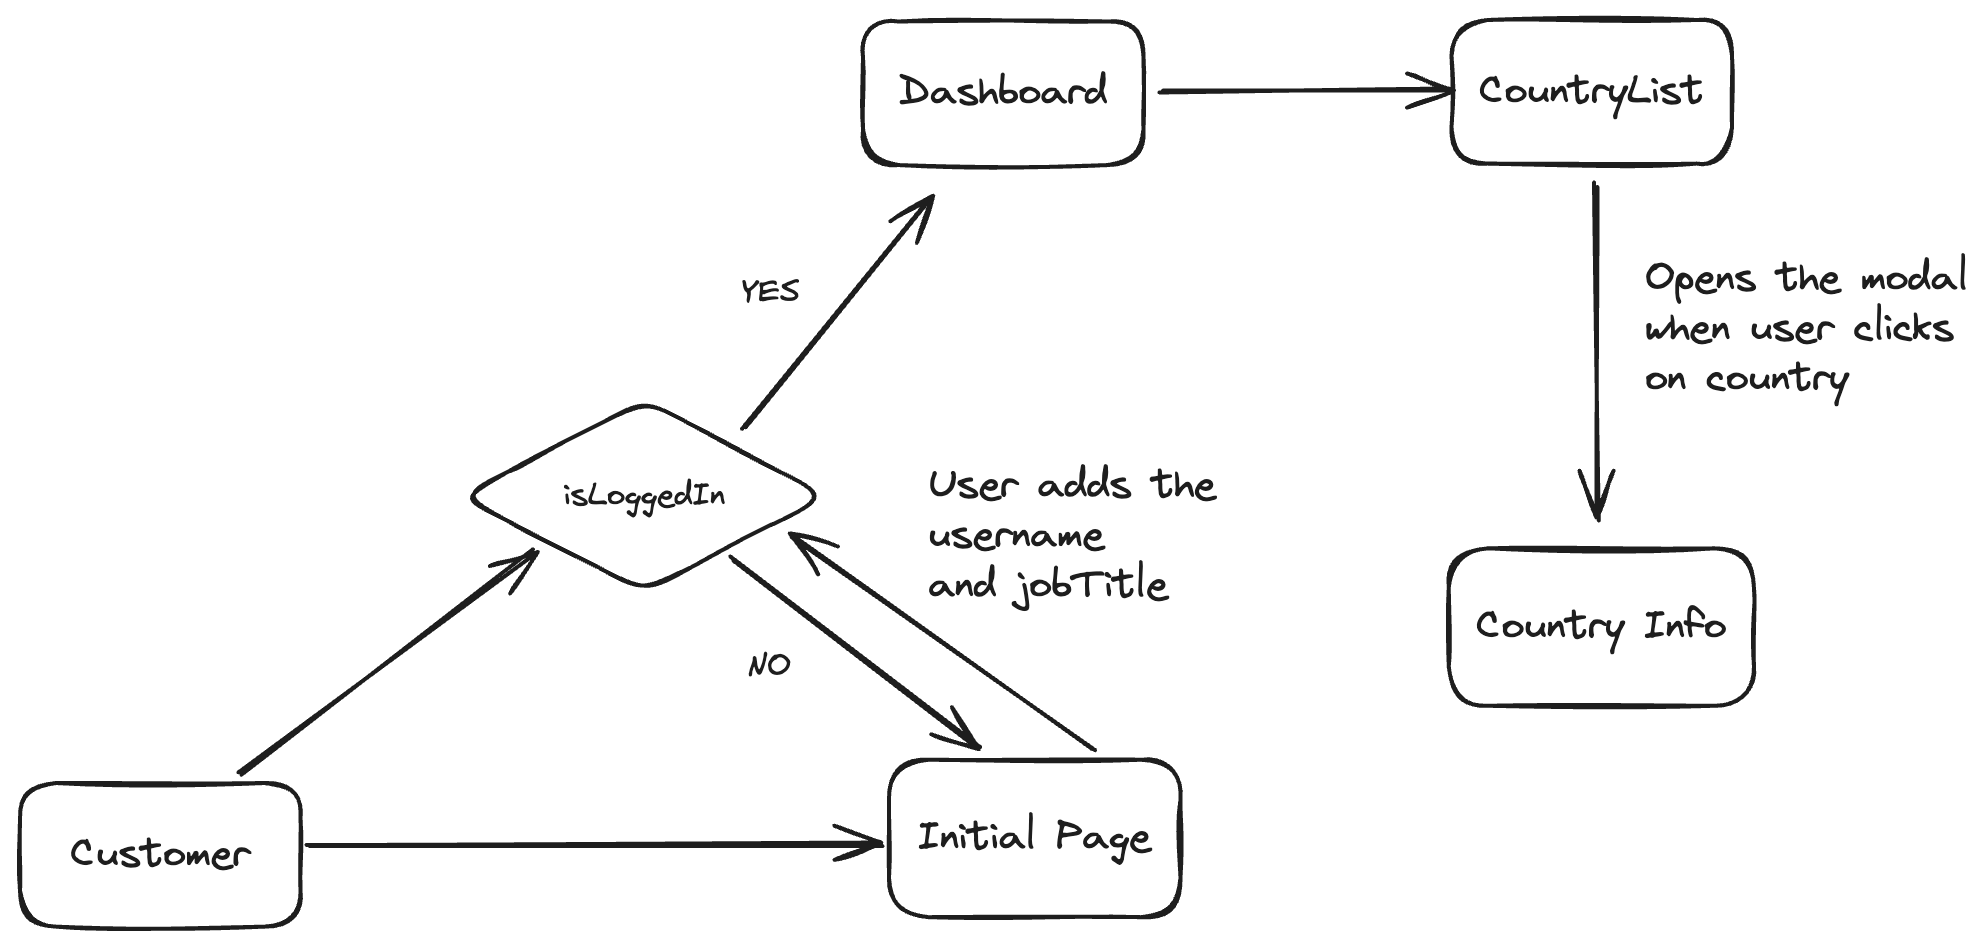 Dashboard
CountryList
YES
Opens the modal
when user clicks
on country
isLoggedIn
User adds the
username
and jobTitle
NO
Country Info
Customer
Initial Page